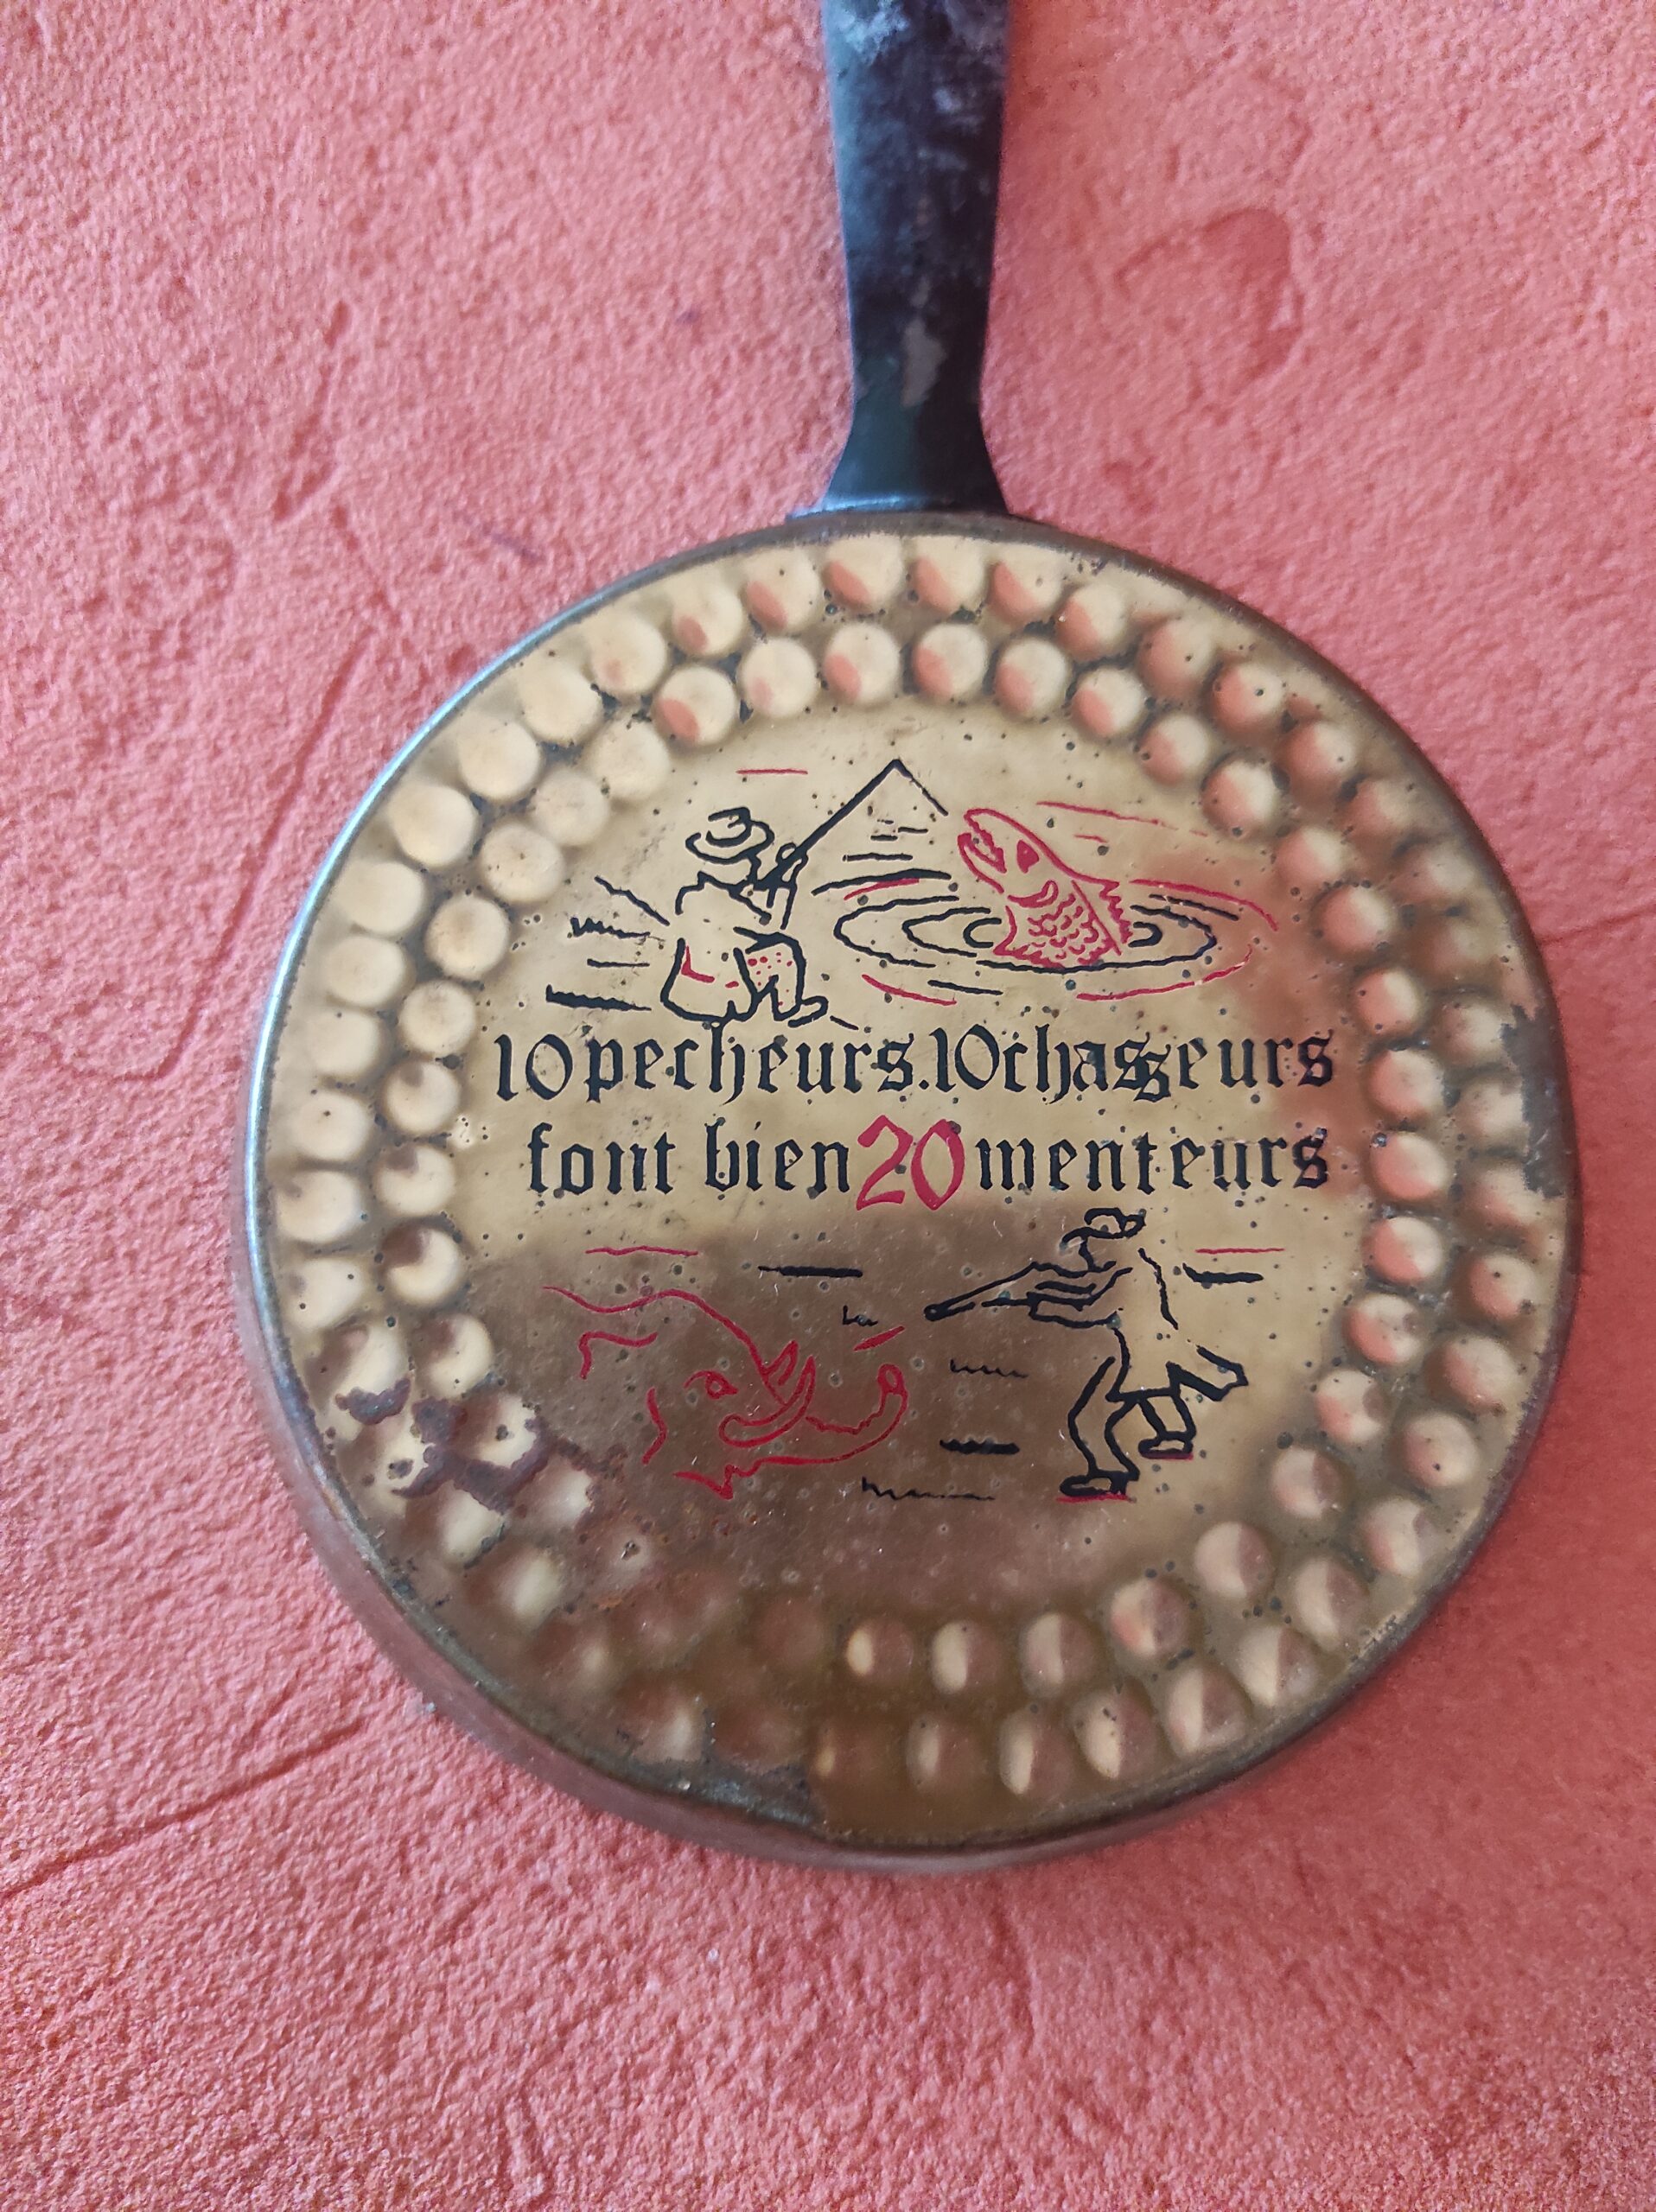 10 pecheurs. 10 chasseurs
font bien 20 menteurs